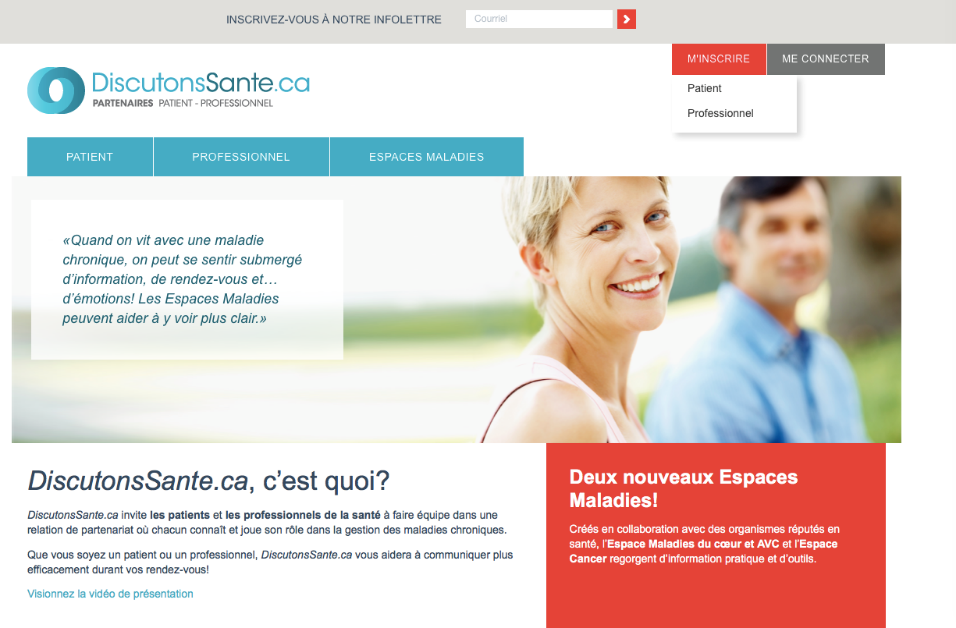 INSCRIVEZ-VOUS À NOTRE INFOLETTRE
Courriel
M'INSCRIRE
ME CONNECTER
Patient
Professionnel
DiscutonsSante.ca
PARTENAIRES PATIENT - PROFESSIONNEL
PATIENT
PROFESSIONNEL
ESPACES MALADIES
«Quand on vit avec une maladie
chronique, on peut se sentir submergé
d'information, de rendez-vous et…
d'émotions! Les Espaces Maladies
peuvent aider à y voir plus clair.»
DiscutonsSante.ca, c'est quoi?
DiscutonsSante.ca invite les patients et les professionnels de la santé à faire équipe dans une
relation de partenariat où chacun connaît et joue son rôle dans la gestion des maladies chroniques.
Que vous soyez un patient ou un professionnel, DiscutonsSante.ca vous aidera à communiquer plus
efficacement durant vos rendez-vous!
Visionnez la vidéo de présentation
Deux nouveaux Espaces
Maladies!
Créés en collaboration avec des organismes réputés en
santé, l'Espace Maladies du cœur et AVC et l'Espace
Cancer regorgent d'information pratique et d'outils.